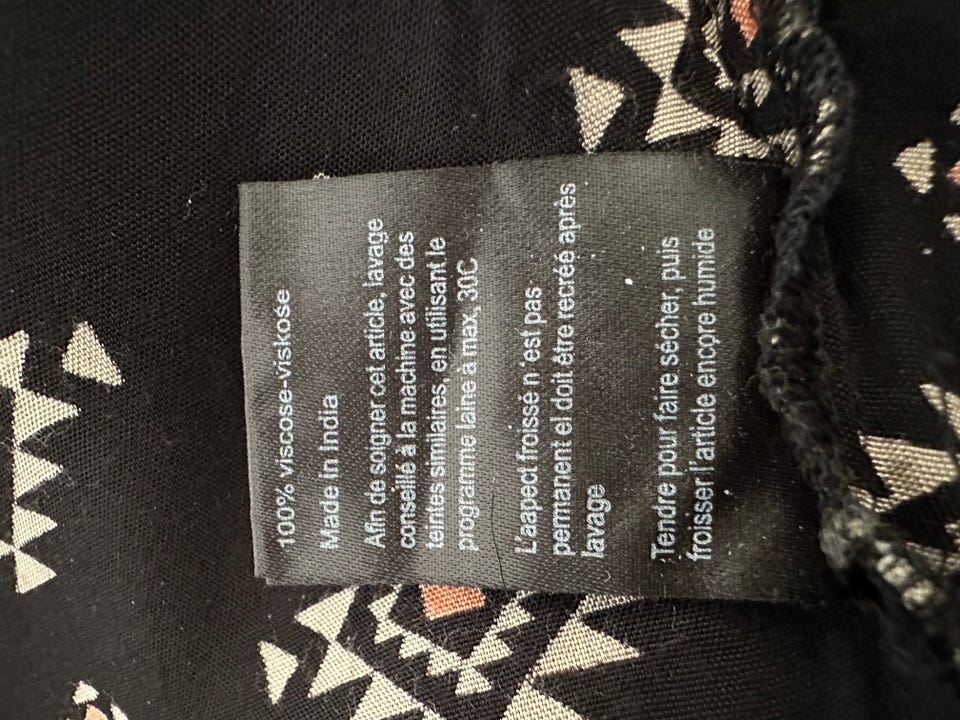 100% viscose-viskose
Made in India
Afin de soigner cet article, lavage
conseillé à la machine avec des
teintes similaires, en utilisant le
programme laine à max, 30C
L'aapect froissé n'est pas
permanent el doit étre recréé après
lavage
Tendre pour faire sécher, puis
froisser l'article encore humide